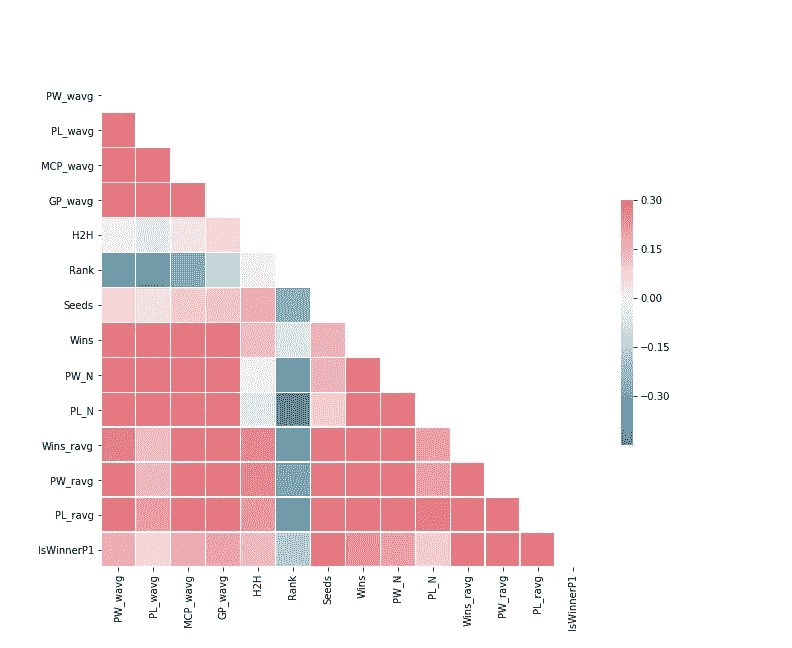 PW_wavg
PL_wavg
MCP_wavg
GP_wavg
H2H
Rank
Seeds
Wins
PW_N
PL_N
Wins_ravg
PW_ravg
PL_ravg
IsWinnerP1
PW_wavg
PL_wavg
MCP_wavg
GP_wavg
H2H
Rank
Seeds
Wins
PW_N
PL_N
Wins_ravg
PW_ravg
PL_ravg
IsWinnerP1
0.30
0.15
0.00
−0.15
−0.30